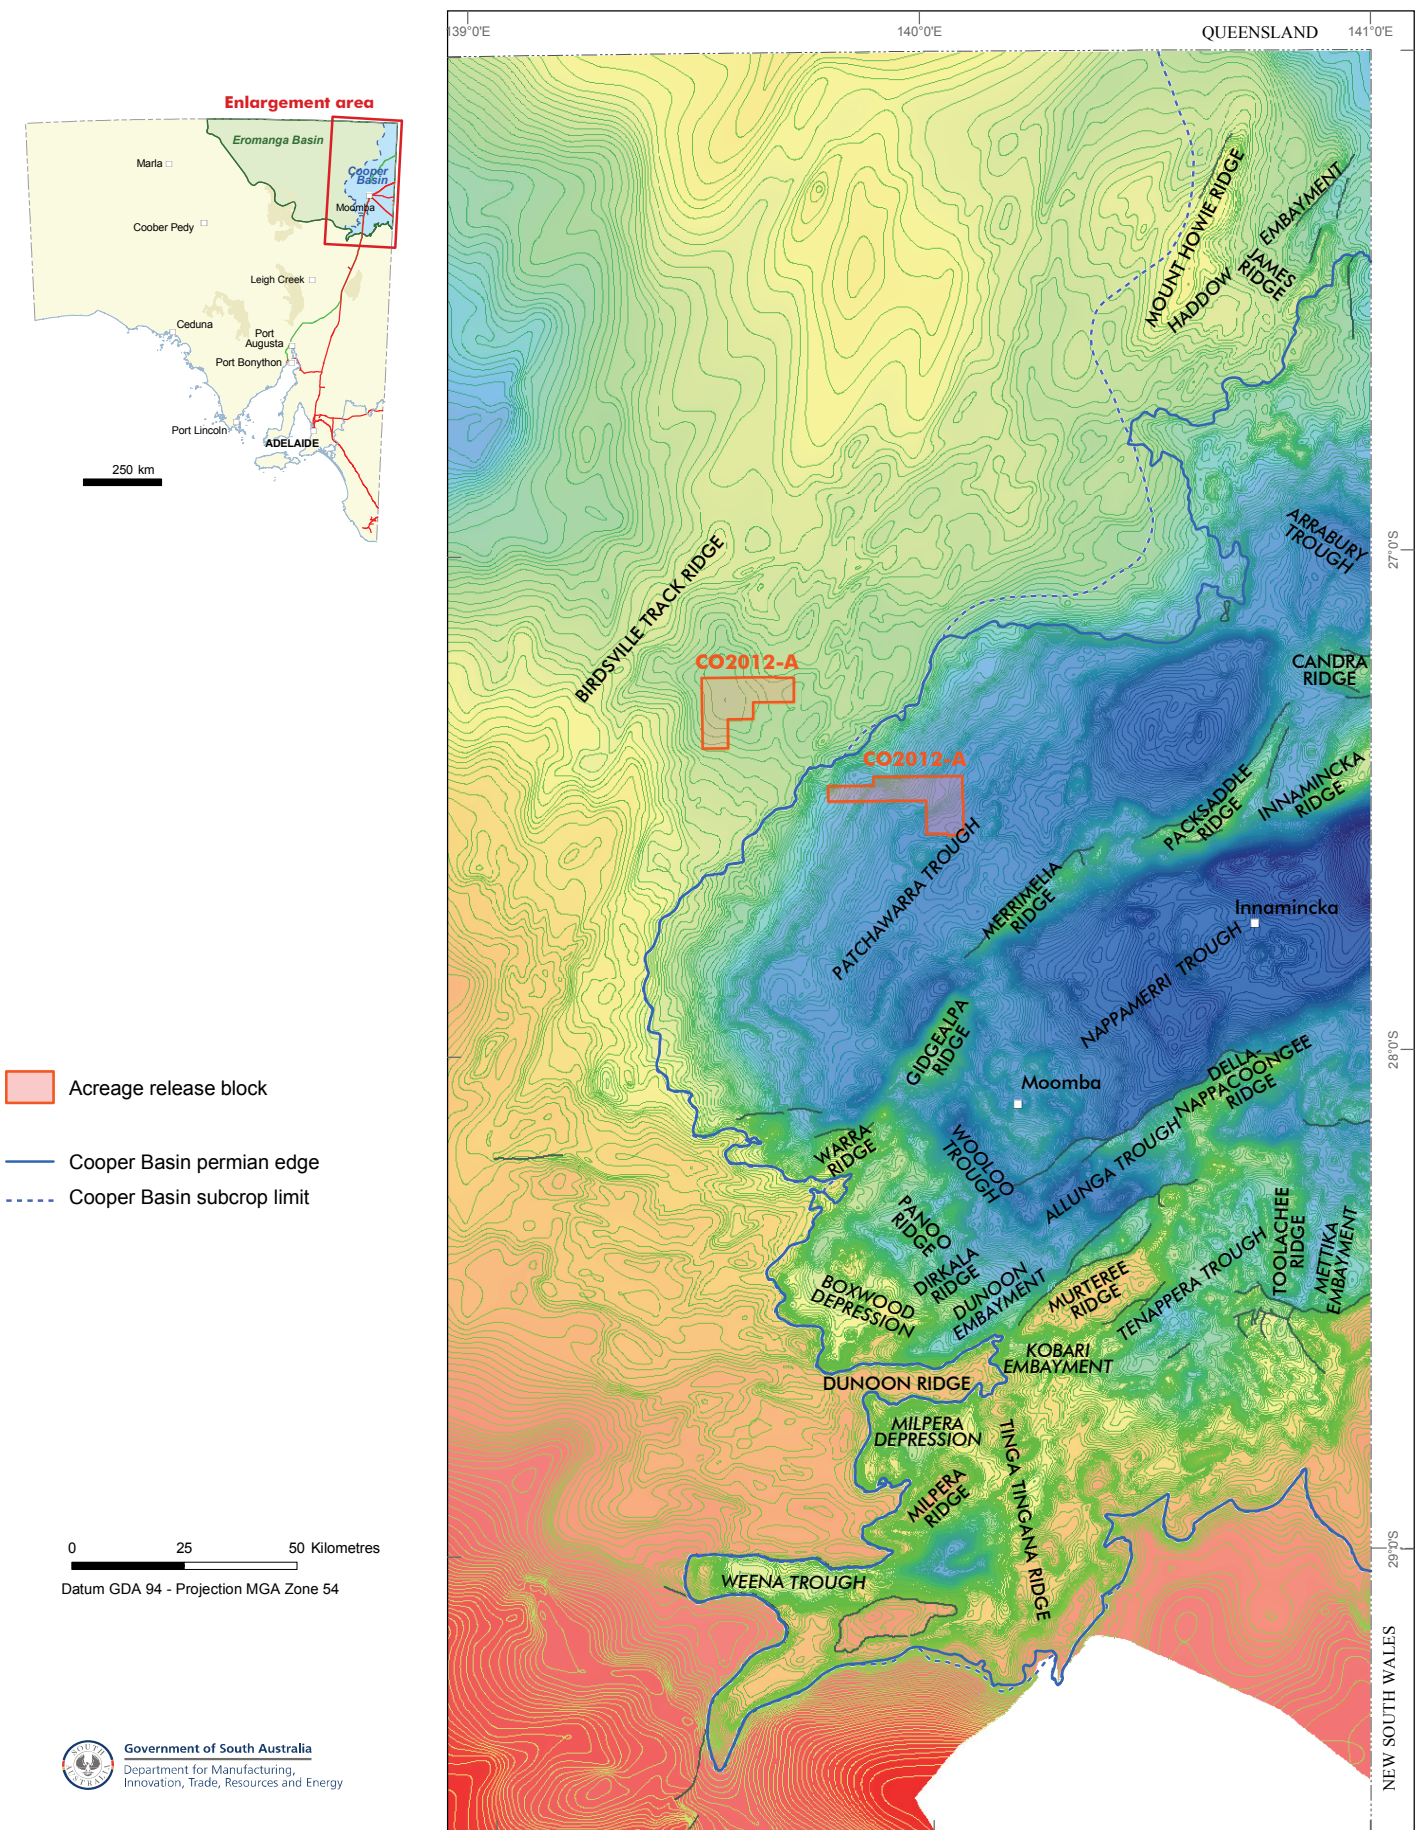 139°0'E
140°0'E
QUEENSLAND
141°0'E
Enlargement area
Eromanga Basin
Cooper
Basin
Marla
Moomba
Coober Pedy
Leigh Creek
Ceduna
Port
Augusta
Port Bonython
Port Lincoln
ADELAIDE
250 km
MOUNT HOWIE RIDGE
HADDOW EMBAYMENT
JAMES
RIDGE
ARRABURY
TROUGH
27°0'S
BIRDSVILLE TRACK RIDGE
CO2012-A
CANDRA
RIDGE
CO2012-A
PACKSADDLE
RIDGE
INNAMINCKA
RIDGE
PATCHAWARRA TROUGH
MERRIMELIA
RIDGE
Innamincka
NAPPAMERRI TROUGH
GIDGEALPA
RIDGE
28°0'S
Moomba
DELLA-
NAPPACOONGEE
RIDGE
WARRA
RIDGE
WOOLOO
TROUGH
ALLUNGA TROUGH
PANOO
RIDGE
DIRKALA
RIDGE
DUNOON
EMBAYMENT
BOXWOOD
DEPRESSION
MURTEREE
RIDGE
TENAPPERA TROUGH
TOOLACHEE
RIDGE
METTIKA
EMBAYMENT
KOBARI
EMBAYMENT
DUNOON RIDGE
MILPERA
DEPRESSION
TINGA TINGANA RIDGE
MILPERA
RIDGE
29°0'S
WEENA TROUGH
NEW SOUTH WALES
Acreage release block
Cooper Basin permian edge
Cooper Basin subcrop limit
0 25 50 Kilometres
Datum GDA 94 - Projection MGA Zone 54
SOUTH
AUSTRALIA
Government of South Australia
Department for Manufacturing,
Innovation, Trade, Resources and Energy